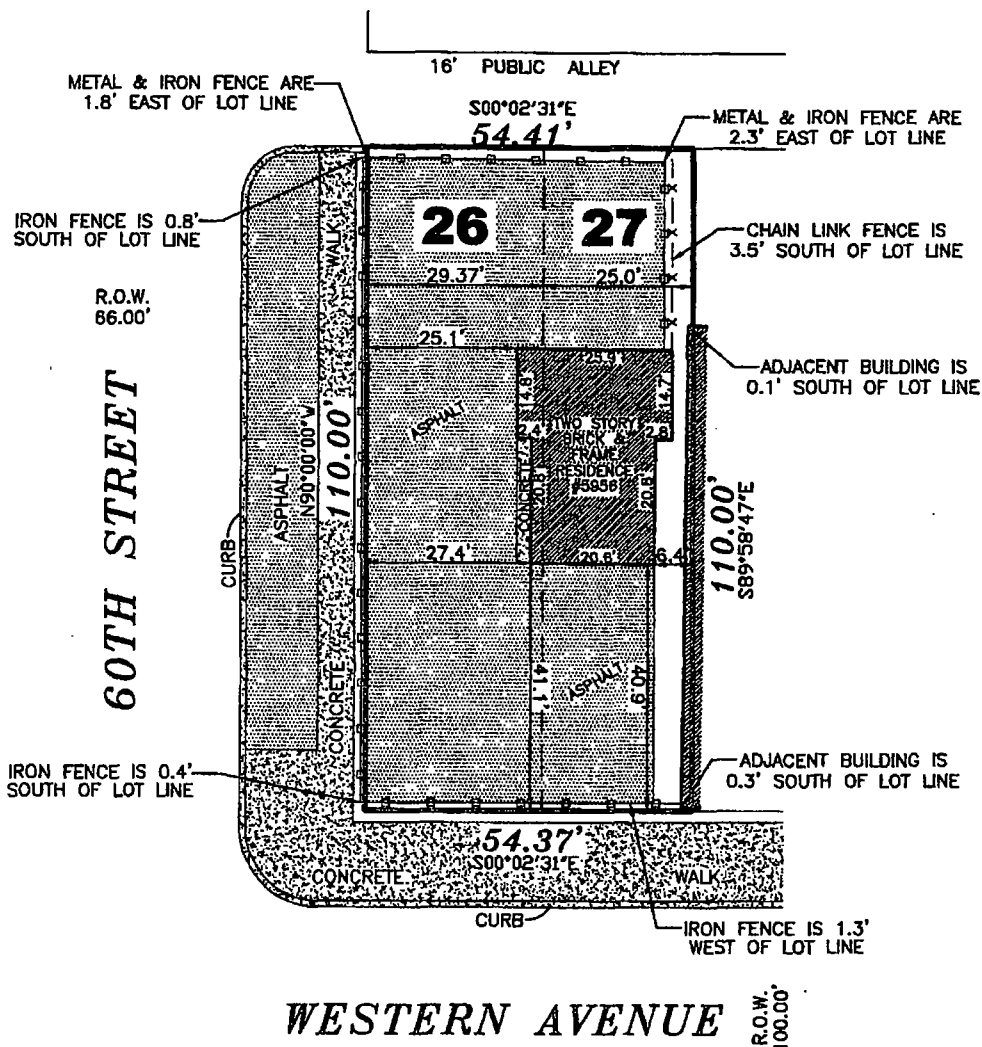 16' PUBLIC ALLEY
METAL & IRON FENCE ARE
1.8' EAST OF LOT LINE
S00°02'31"E
54.41'
METAL & IRON FENCE ARE
2.3' EAST OF LOT LINE
IRON FENCE IS 0.8'
SOUTH OF LOT LINE
WALK
26
27
CHAIN LINK FENCE IS
3.5' SOUTH OF LOT LINE
29.37'
25.0'
R.O.W.
66.00'
25.1'
25.9'
ADJACENT BUILDING IS
0.1' SOUTH OF LOT LINE
60TH STREET
ASPHALT
N90°00'00"W
110.00'
ASPHALT
14.8'
14.7'
2.4'
2.8'
TWO STORY
BRICK &
FRAME
RESIDENCE
#5956
CONCRETE
20.8'
20.8'
110.00'
S89°58'47"E
CURB
27.4'
20.6'
6.4'
CONCRETE
41.1'
ASPHALT
40.9'
IRON FENCE IS 0.4'
SOUTH OF LOT LINE
ADJACENT BUILDING IS
0.3' SOUTH OF LOT LINE
54.37'
S00°02'31"E
CONCRETE
WALK
CURB
IRON FENCE IS 1.3'
WEST OF LOT LINE
WESTERN AVENUE
R.O.W.
100.00'